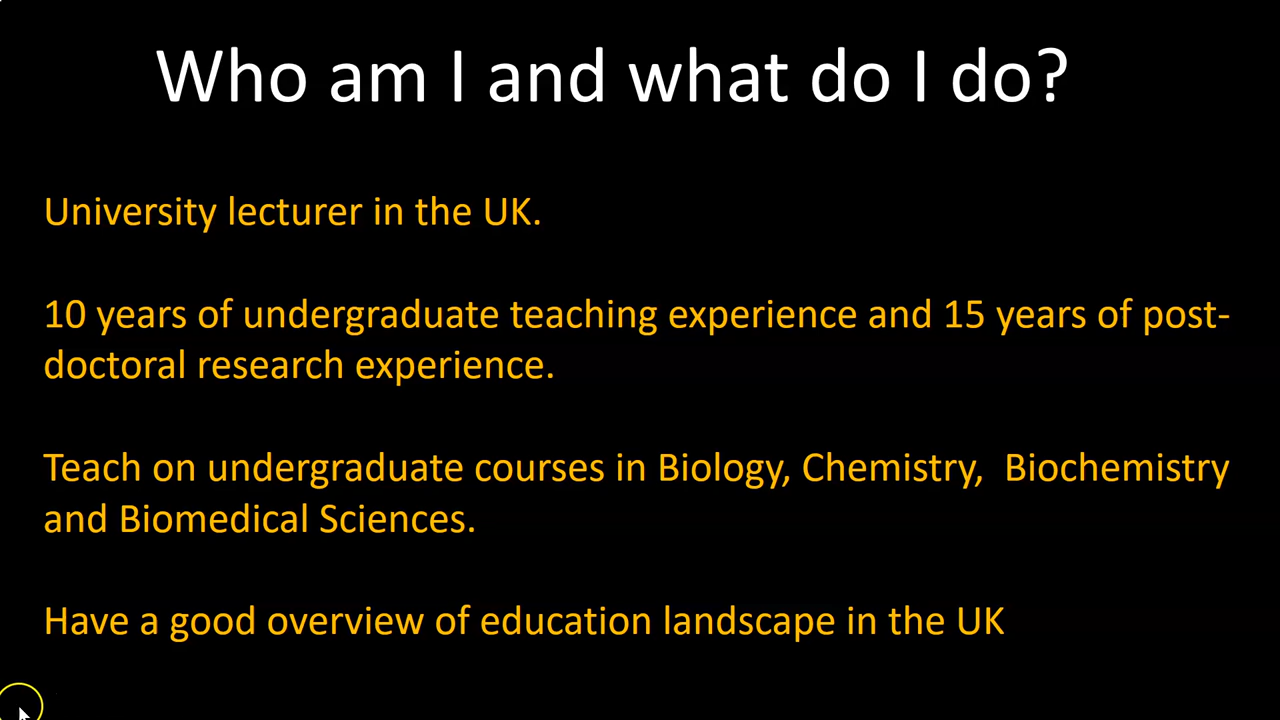 Who am I and what do I do?
University lecturer in the UK.
10 years of undergraduate teaching experience and 15 years of post-
doctoral research experience.
Teach on undergraduate courses in Biology, Chemistry,  Biochemistry
and Biomedical Sciences.
Have a good overview of education landscape in the UK